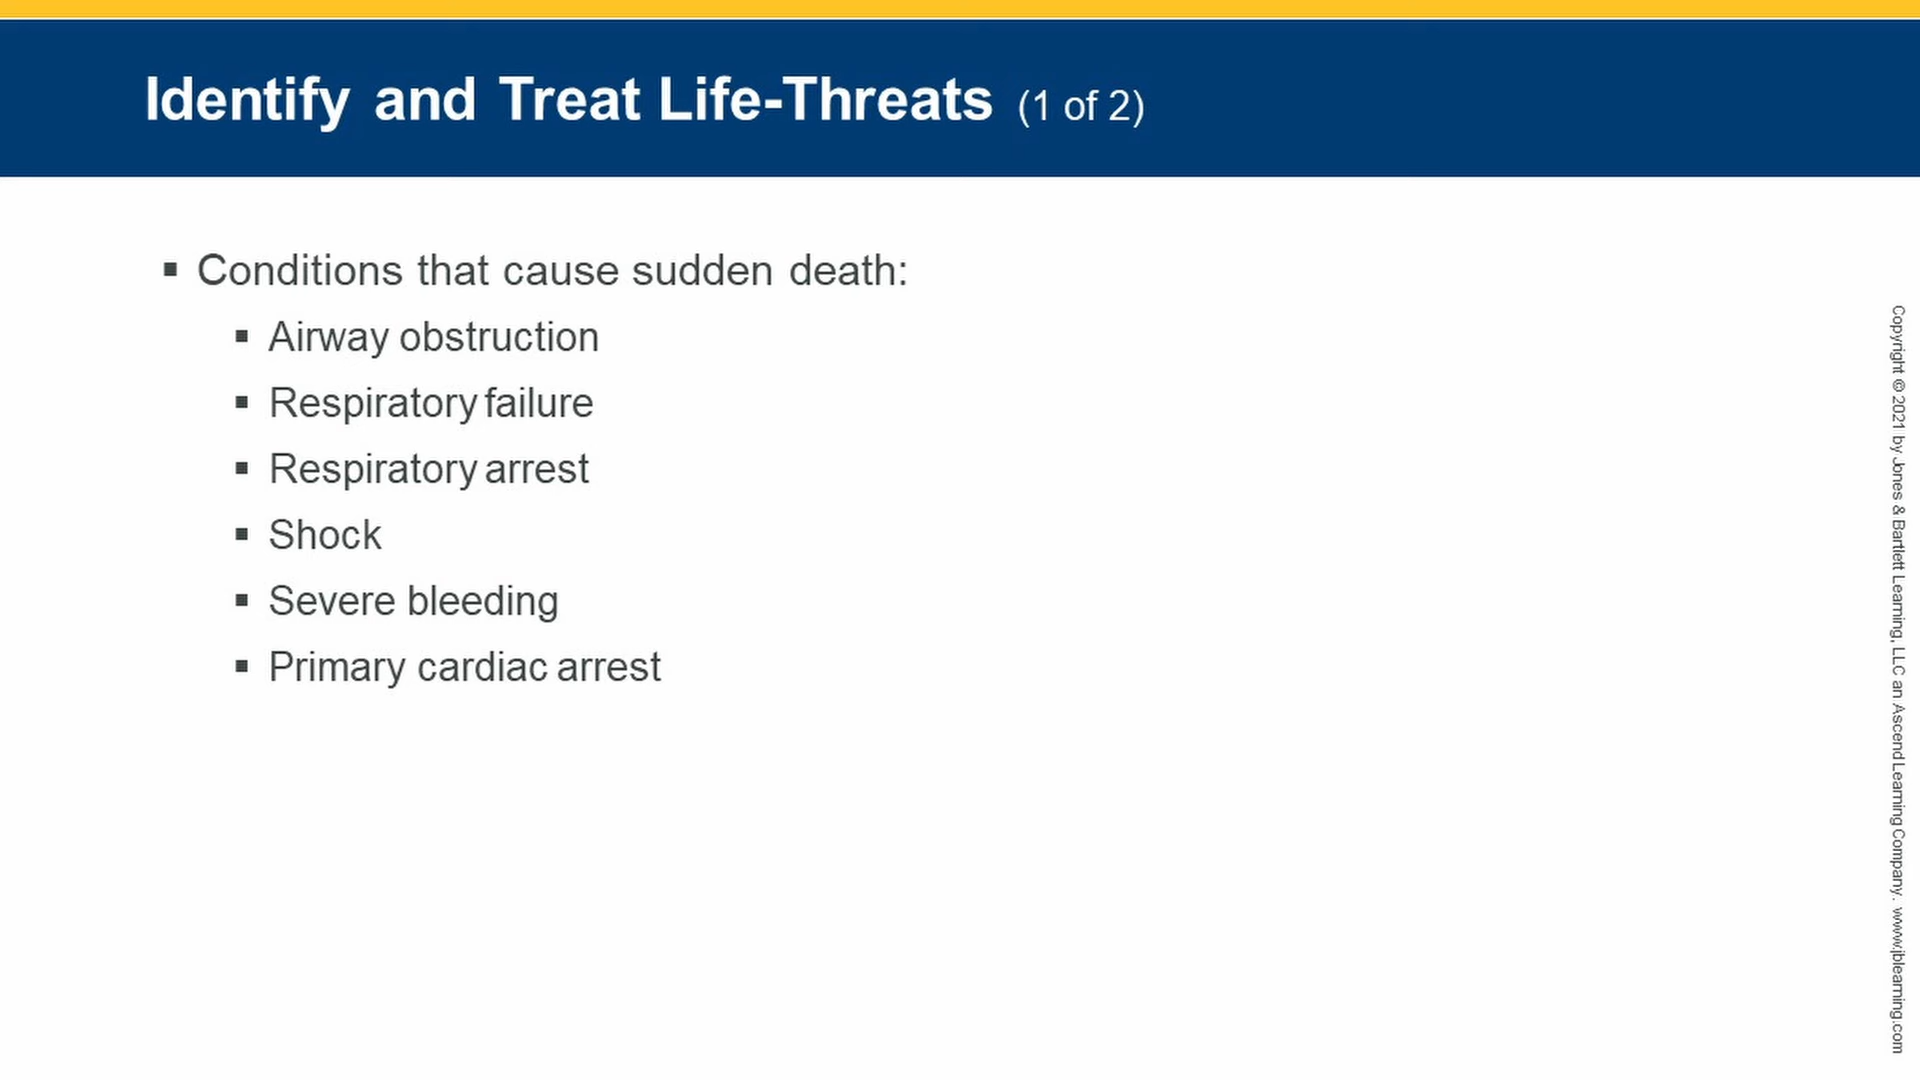 Identify and Treat Life-Threats (1 of 2)
▪ Conditions that cause sudden death:
▪ Airway obstruction
▪ Respiratory failure
▪ Respiratory arrest
▪ Shock
▪ Severe bleeding
▪ Primary cardiac arrest
Copyright © 2021 by Jones & Bartlett Learning, LLC an Ascend Learning Company. www.jblearning.com